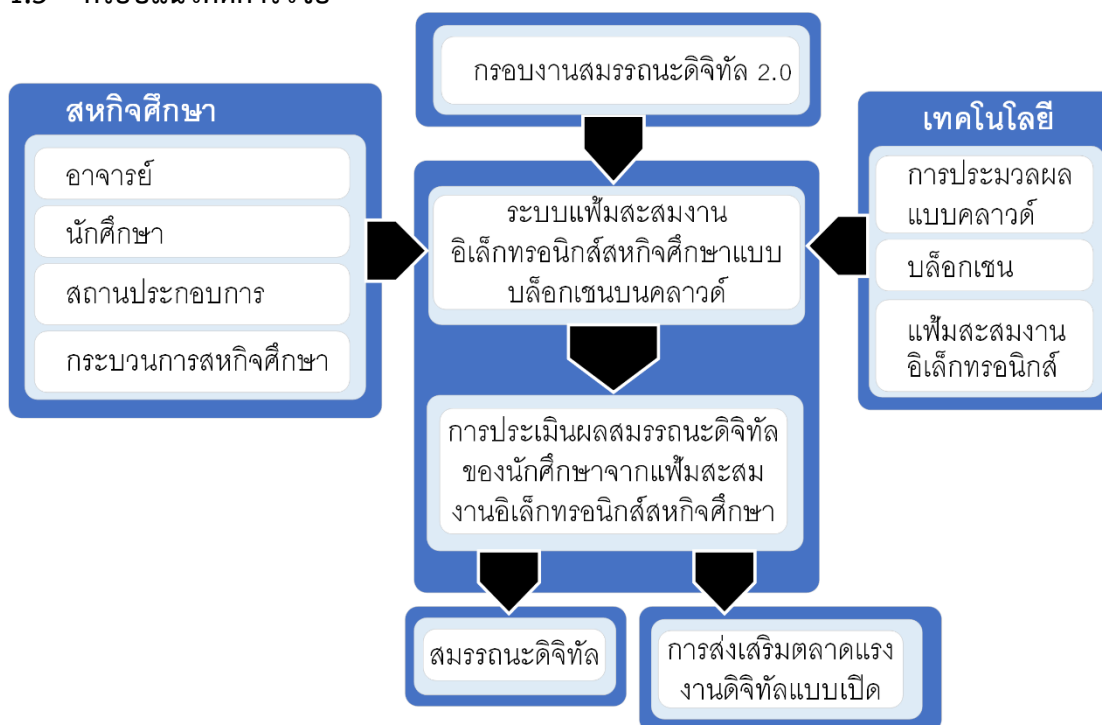 กรอบงานสมรรถนะดิจิทัล 2.0
สหกิจศึกษา
อาจารย์
นักศึกษา
สถานประกอบการ
กระบวนการสหกิจศึกษา
เทคโนโลยี
การประมวลผล
แบบคลาวด์
บล็อกเชน
แฟ้มสะสมงาน
อิเล็กทรอนิกส์
ระบบแฟ้มสะสมงาน
อิเล็กทรอนิกส์สหกิจศึกษาแบบ
บล็อกเชนบนคลาวด์
การประเมินผลสมรรถนะดิจิทัล
ของนักศึกษาจากแฟ้มสะสม
งานอิเล็กทรอนิกส์สหกิจศึกษา
สมรรถนะดิจิทัล
การส่งเสริมตลาดแรง
งานดิจิทัลแบบเปิด